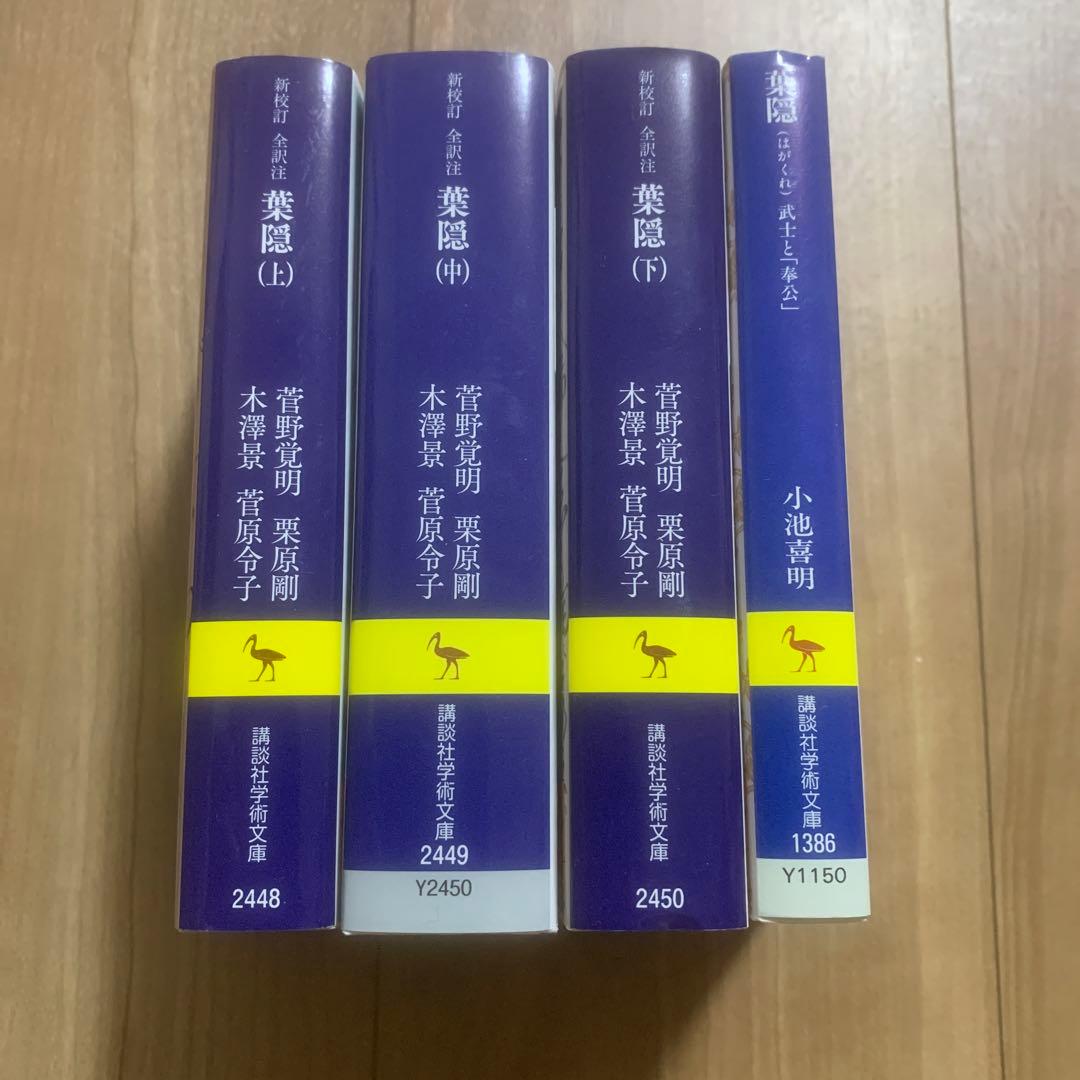 新校訂 全訳注
葉隠(上)
菅野覚明 栗原剛
木澤景 菅原令子
講談社学術文庫
2448
新校訂 全訳注
葉隠(中)
菅野覚明 栗原剛
木澤景 菅原令子
講談社学術文庫
2449
Y2450
新校訂 全訳注
葉隠(下)
菅野覚明 栗原剛
木澤景 菅原令子
講談社学術文庫
2450
葉隠(はがくれ) 武士と「奉公」
小池喜明
講談社学術文庫
1386
Y1150